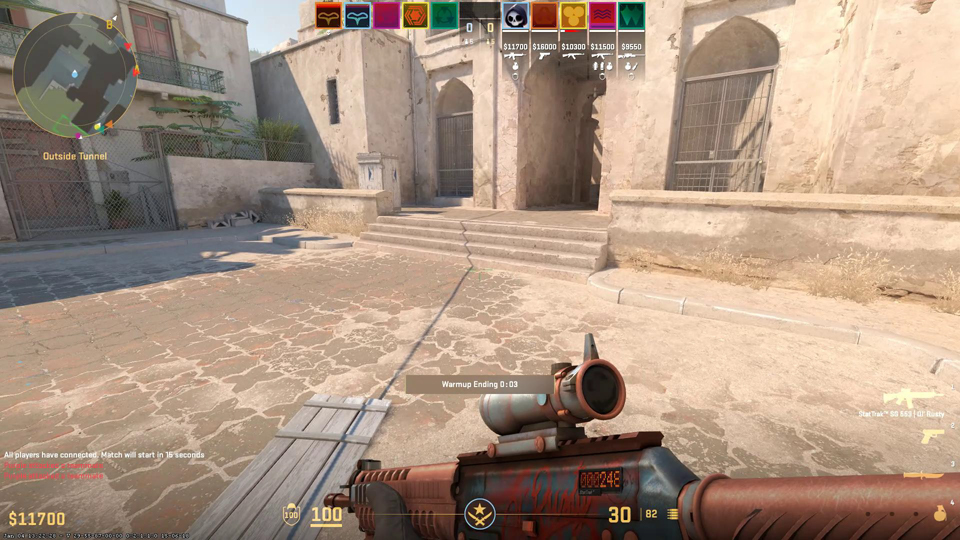 B
0 0
$11700 $16000 $10300 $11500 $9550
Outside Tunnel
Warmup Ending 0:03
StatTrak™ SG 553 | Ol' Rusty
All players have connected. Match will start in 15 seconds
000248
$11700
100
100
30 | 82